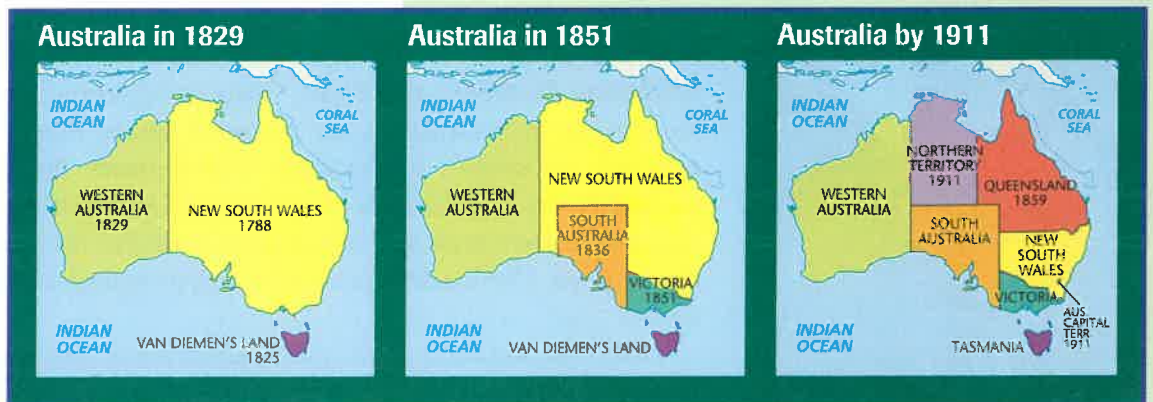 Australia in 1829
INDIAN
OCEAN
CORAL
SEA
WESTERN
AUSTRALIA
1829
NEW SOUTH WALES
1788
INDIAN
OCEAN
VAN DIEMEN'S LAND
1825
Australia in 1851
INDIAN
OCEAN
CORAL
SEA
NEW SOUTH WALES
WESTERN
AUSTRALIA
SOUTH
AUSTRALIA
1836
VICTORIA
1851
INDIAN
OCEAN
VAN DIEMEN'S LAND
Australia by 1911
INDIAN
OCEAN
CORAL
SEA
NORTHERN
TERRITORY
1911
QUEENSLAND
1859
WESTERN
AUSTRALIA
SOUTH
AUSTRALIA
NEW
SOUTH
WALES
VICTORIA
AUS.
CAPITAL
TERR.
1911
INDIAN
OCEAN
TASMANIA